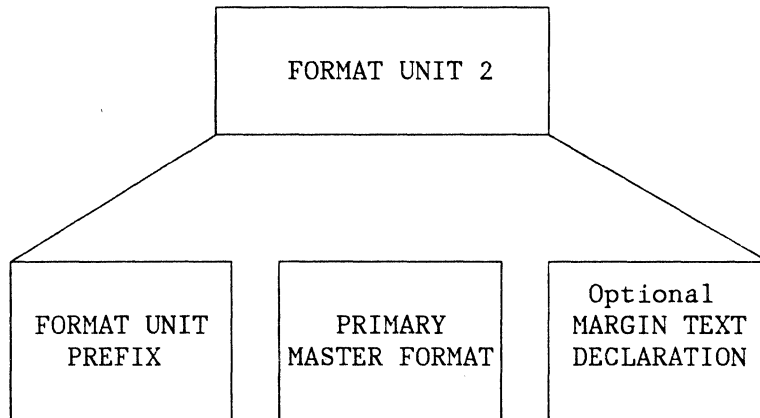 FORMAT UNIT 2
FORMAT UNIT
PREFIX
PRIMARY
MASTER FORMAT
Optional
MARGIN TEXT
DECLARATION